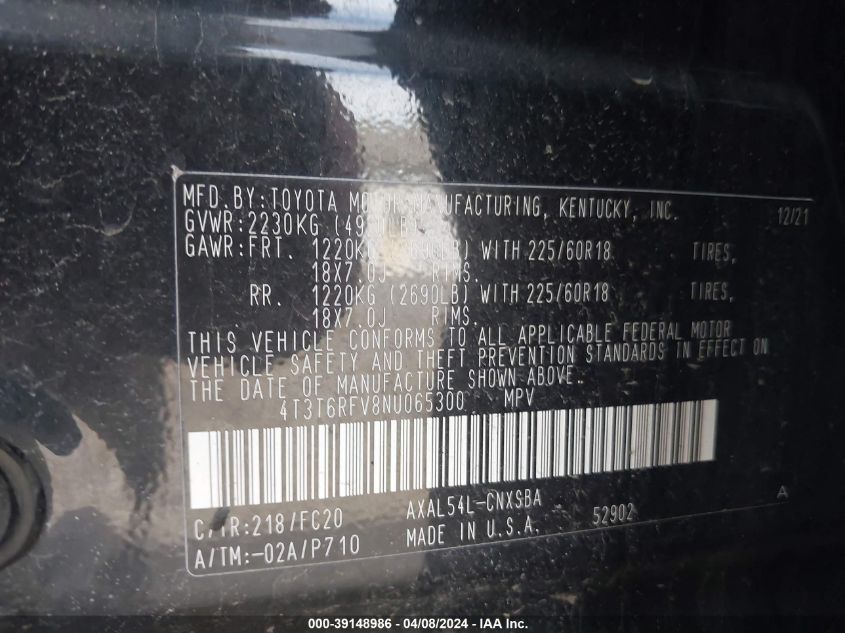 MFD. BY: TOYOTA MOTOR MANUFACTURING, KENTUCKY, INC. 12/21
GVWR: 2230KG
GAWR: FRT. 1220KG WITH 225/60R18 TIRES,
18X7.0J RIMS.
RR. 1220KG (2690LB) WITH 225/60R18 TIRES,
18X7.0J RIMS.
THIS VEHICLE CONFORMS TO ALL APPLICABLE FEDERAL MOTOR
VEHICLE SAFETY AND THEFT PREVENTION STANDARDS IN EFFECT ON
THE DATE OF MANUFACTURE SHOWN ABOVE.
4T3T6RFV8NU065300 MPV
C/TR:218/FC20 AXAL54L-CNXSBA 52902 A
A/TM:-02A/P710 MADE IN U.S.A.
000-39148986 - 04/08/2024 - IAA Inc.